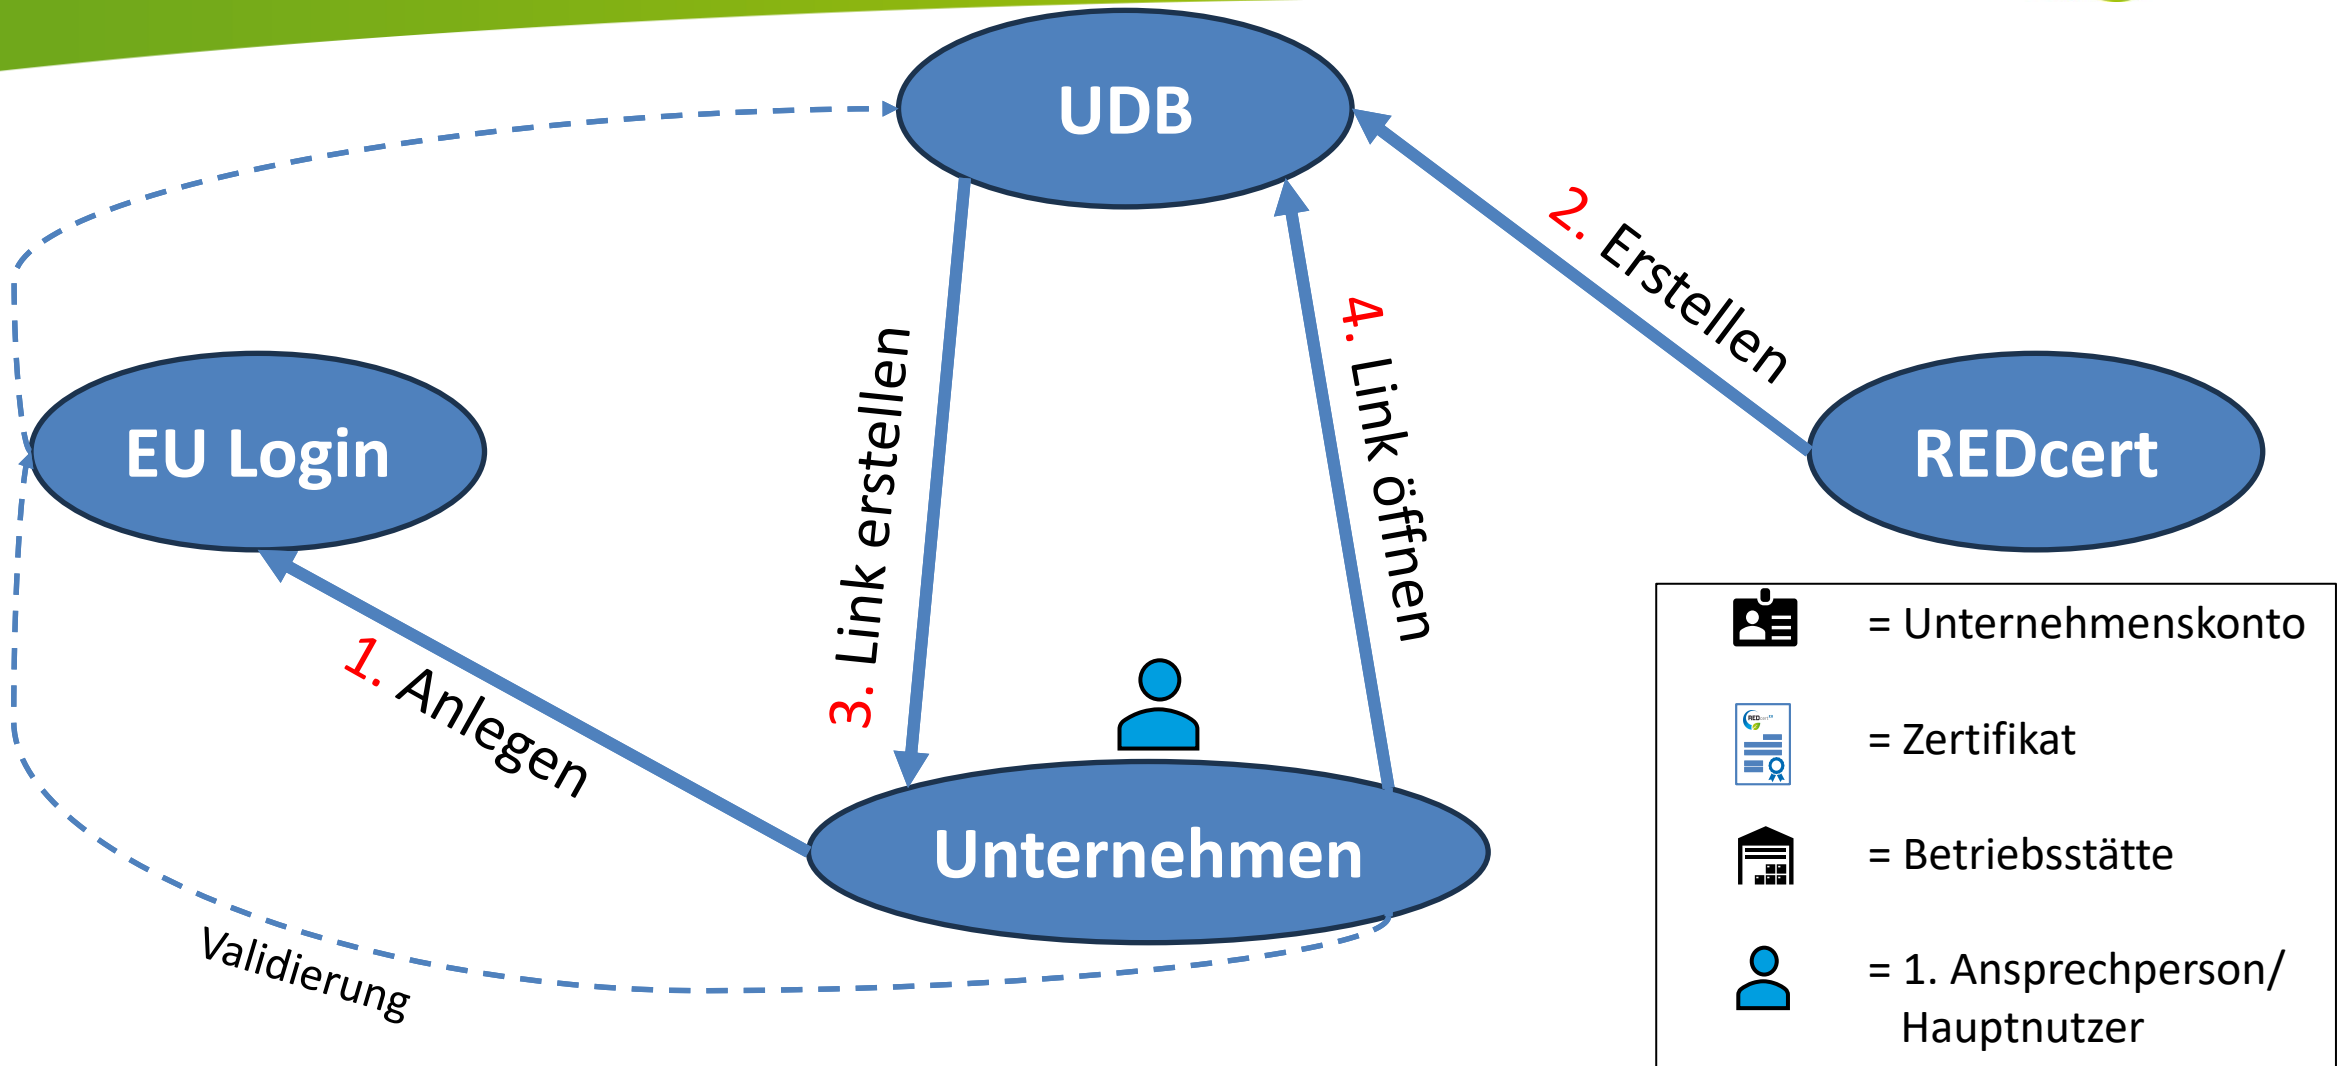 UDB
2. Erstellen
EU Login
3. Link erstellen
4. Link öffnen
REDcert
1. Anlegen
Unternehmen
Validierung
= Unternehmenskonto
RED
= Zertifikat
= Betriebsstätte
= 1. Ansprechperson/
Hauptnutzer